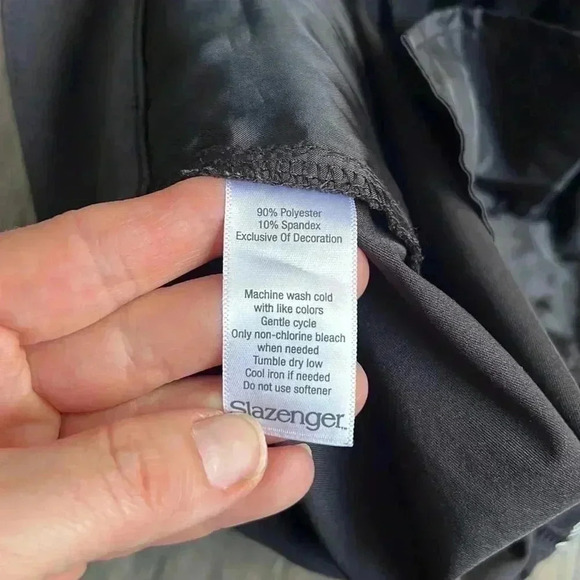 90% Polyester
10% Spandex
Exclusive Of Decoration
Machine wash cold
with like colors
Gentle cycle
Only non-chlorine bleach
when needed
Tumble dry low
Cool iron if needed
Do not use softener
Slazenger™